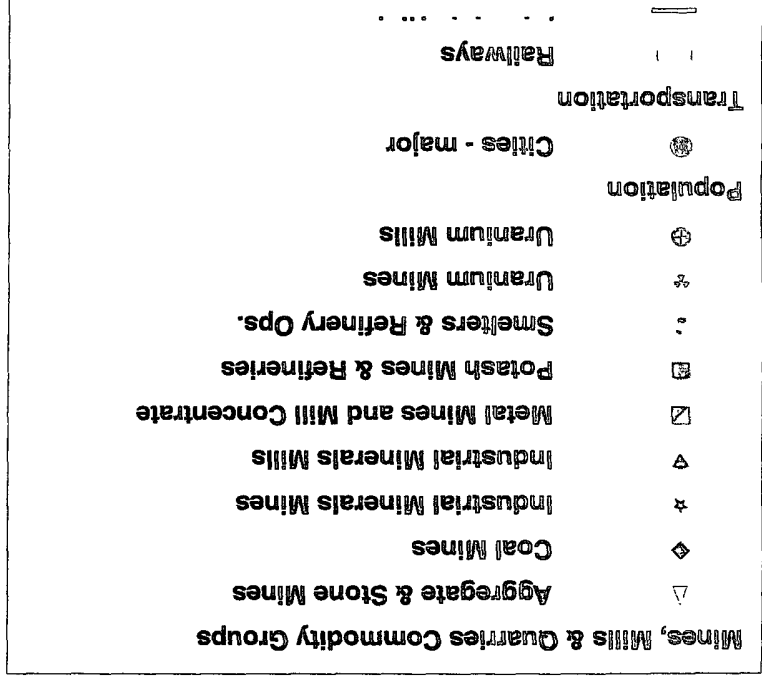 Mines, Mills & Quarries Commodity Groups
Aggregate & Stone Mines
Coal Mines
Industrial Minerals Mines
Industrial Minerals Mills
Metal Mines and Mill Concentrate
Potash Mines & Refineries
Smelters & Refinery Ops.
Uranium Mines
Uranium Mills
Population
Cities - major
Transportation
Railways